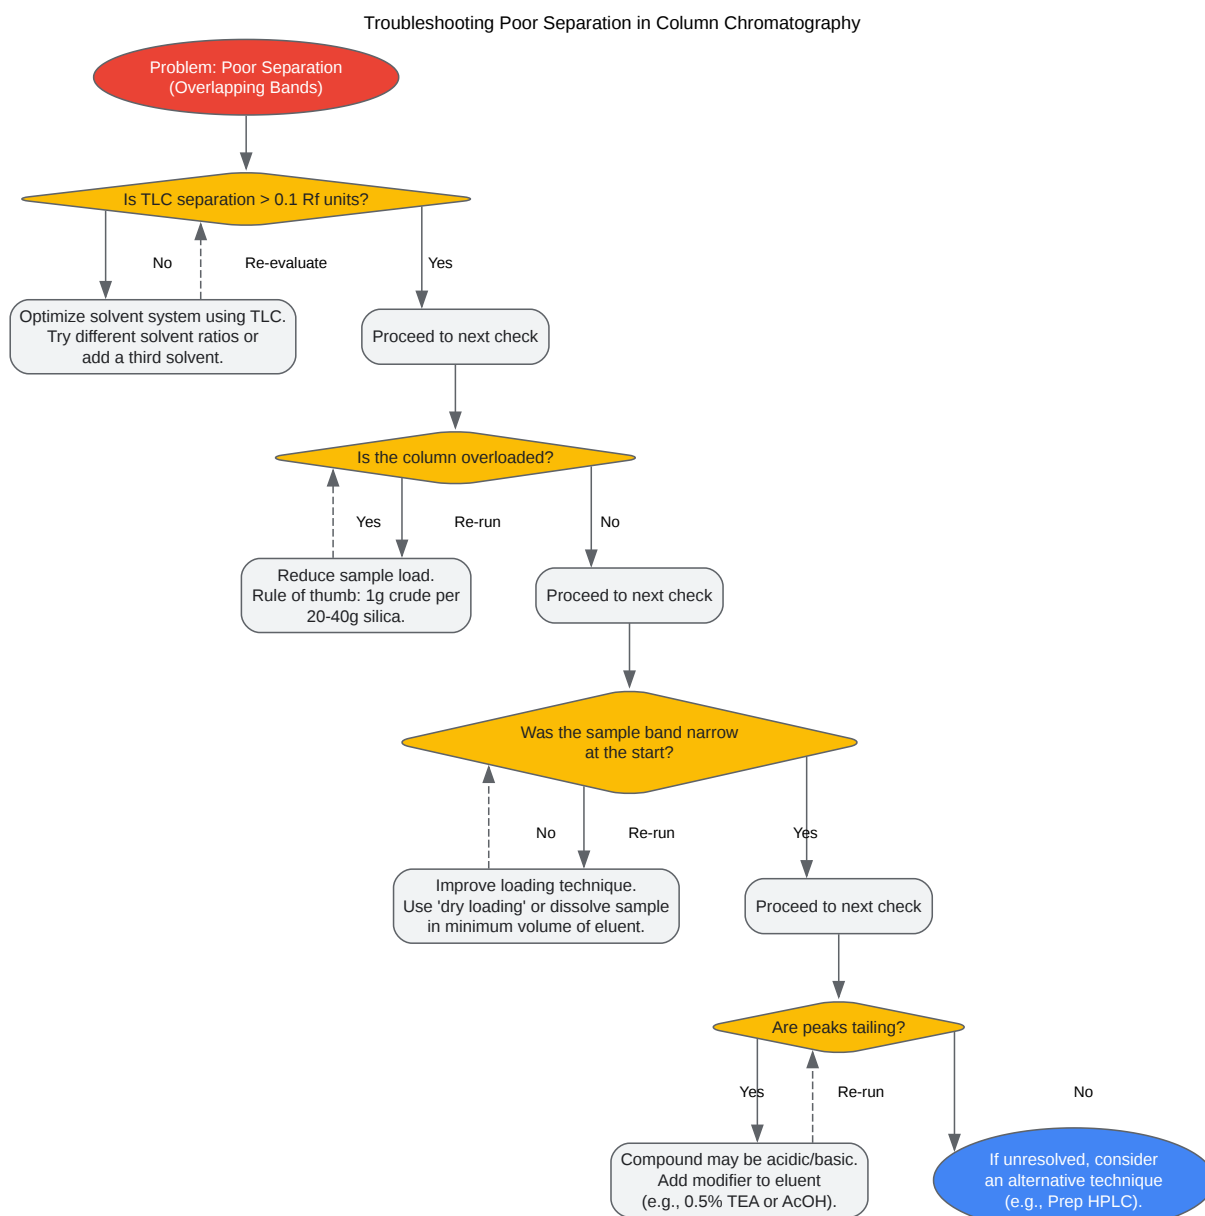 Troubleshooting Poor Separation in Column Chromatography
Problem: Poor Separation
(Overlapping Bands)
Is TLC separation > 0.1 Rf units?
No
Re-evaluate
Yes
Optimize solvent system using TLC.
Try different solvent ratios or
add a third solvent.
Proceed to next check
Is the column overloaded?
Yes
Re-run
No
Reduce sample load.
Rule of thumb: 1g crude per
20-40g silica.
Proceed to next check
Was the sample band narrow
at the start?
No
Re-run
Yes
Improve loading technique.
Use 'dry loading' or dissolve sample
in minimum volume of eluent.
Proceed to next check
Are peaks tailing?
Yes
Re-run
No
Compound may be acidic/basic.
Add modifier to eluent
(e.g., 0.5% TEA or AcOH).
If unresolved, consider
an alternative technique
(e.g., Prep HPLC).